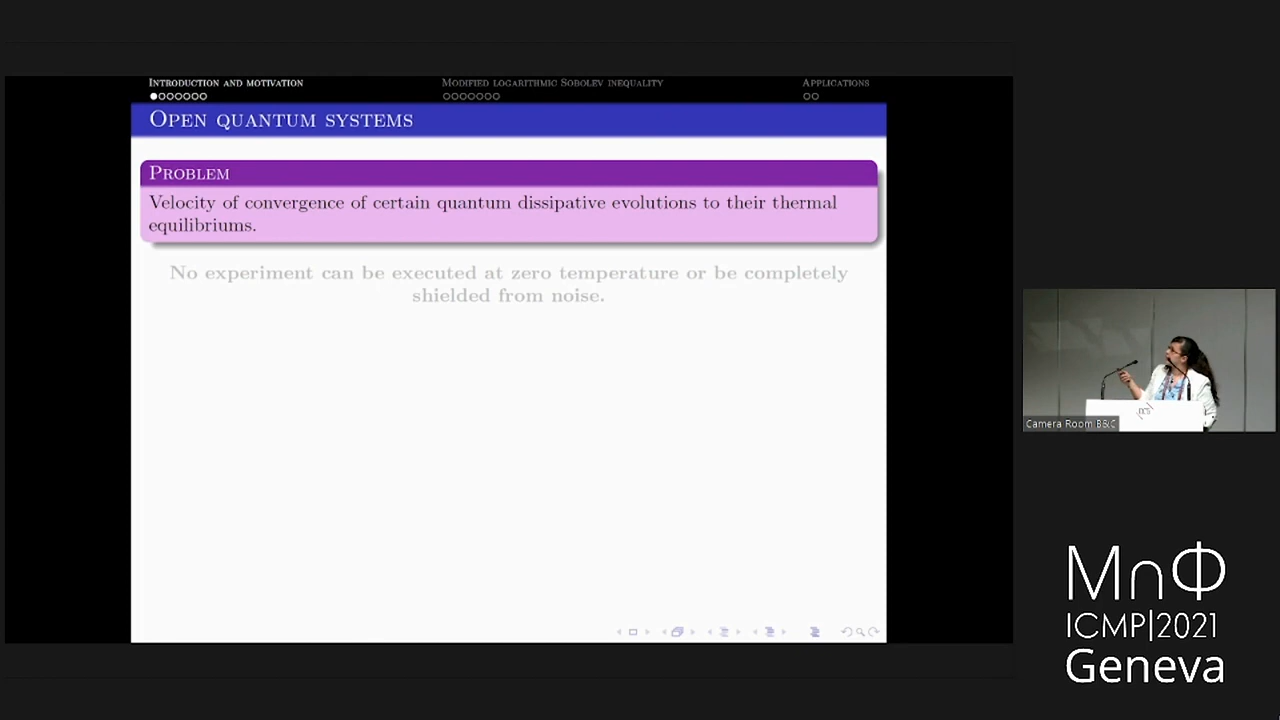 Introduction and motivation
Modified logarithmic Sobolev inequality
Applications
Open quantum systems
Problem
Velocity of convergence of certain quantum dissipative evolutions to their thermal
equilibriums.
No experiment can be executed at zero temperature or be completely
shielded from noise.
Camera Room B&C
M∩Φ
ICMP|2021
Geneva